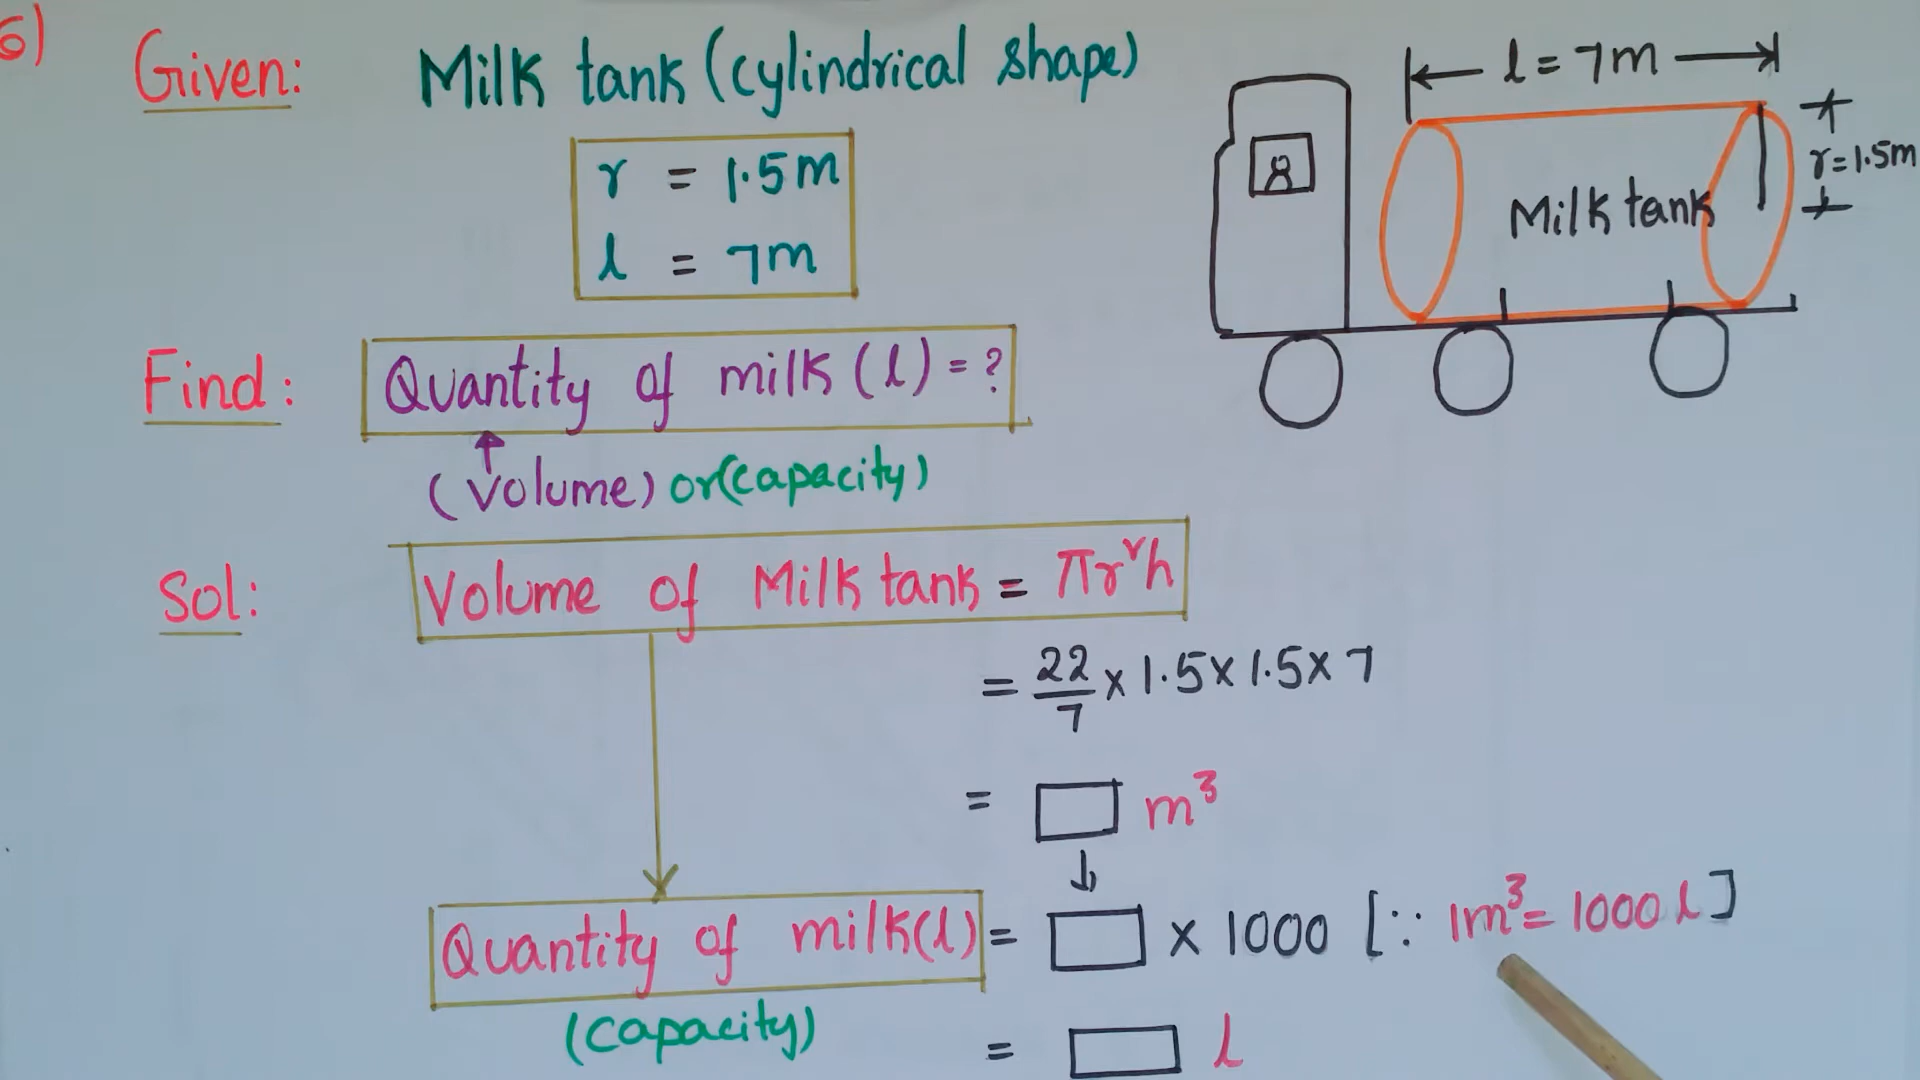 6)
Given: Milk tank (cylindrical shape)
r = 1.5m
l = 7m
l = 7m
r=1.5m
Milk tank
Find: Quantity of milk (l) = ?
(Volume) or (capacity)
Sol: Volume of Milk tank = πr²h
= 22/7 × 1.5 × 1.5 × 7
= □ m³
Quantity of milk(l) = □ × 1000 [∵ 1m³ = 1000 l]
(Capacity)
= □ l